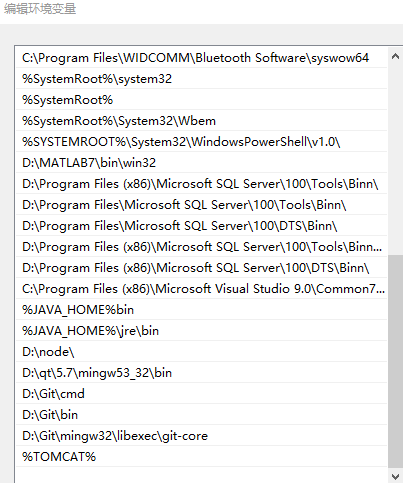 编辑环境变量
C:\Program Files\WIDCOMM\Bluetooth Software\syswow64
%SystemRoot%\system32
%SystemRoot%
%SystemRoot%\System32\Wbem
%SYSTEMROOT%\System32\WindowsPowerShell\v1.0\
D:\MATLAB7\bin\win32
D:\Program Files (x86)\Microsoft SQL Server\100\Tools\Binn\
D:\Program Files\Microsoft SQL Server\100\Tools\Binn\
D:\Program Files\Microsoft SQL Server\100\DTS\Binn\
D:\Program Files (x86)\Microsoft SQL Server\100\Tools\Binn...
D:\Program Files (x86)\Microsoft SQL Server\100\DTS\Binn\
C:\Program Files (x86)\Microsoft Visual Studio 9.0\Common7...
%JAVA_HOME%bin
%JAVA_HOME%\jre\bin
D:\node\
D:\qt\5.7\mingw53_32\bin
D:\Git\cmd
D:\Git\bin
D:\Git\mingw32\libexec\git-core
%TOMCAT%